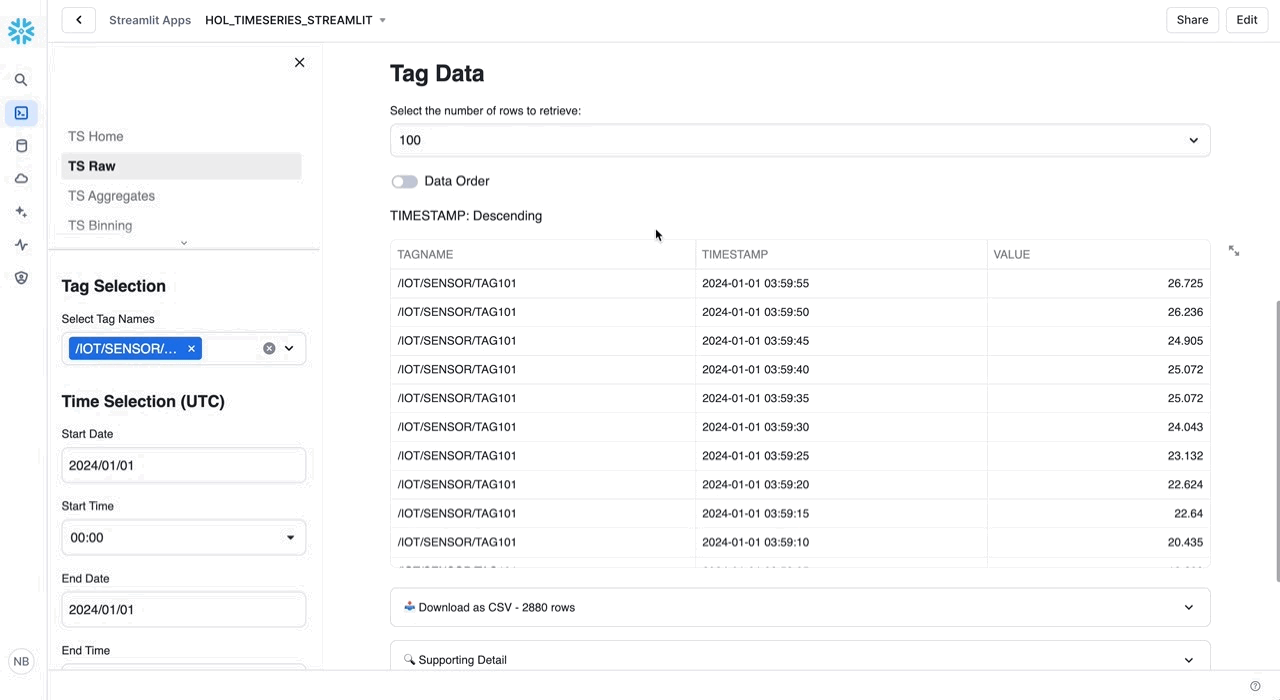 Streamlit Apps HOL_TIMESERIES_STREAMLIT Share Edit
TS Home
TS Raw
TS Aggregates
TS Binning
Tag Selection
Select Tag Names
/IOT/SENSOR/...
Time Selection (UTC)
Start Date
2024/01/01
Start Time
00:00
End Date
2024/01/01
End Time
NB
Tag Data
Select the number of rows to retrieve:
100
Data Order
TIMESTAMP: Descending
TAGNAME TIMESTAMP VALUE
/IOT/SENSOR/TAG101 2024-01-01 03:59:55 26.725
/IOT/SENSOR/TAG101 2024-01-01 03:59:50 26.236
/IOT/SENSOR/TAG101 2024-01-01 03:59:45 24.905
/IOT/SENSOR/TAG101 2024-01-01 03:59:40 25.072
/IOT/SENSOR/TAG101 2024-01-01 03:59:35 25.072
/IOT/SENSOR/TAG101 2024-01-01 03:59:30 24.043
/IOT/SENSOR/TAG101 2024-01-01 03:59:25 23.132
/IOT/SENSOR/TAG101 2024-01-01 03:59:20 22.624
/IOT/SENSOR/TAG101 2024-01-01 03:59:15 22.64
/IOT/SENSOR/TAG101 2024-01-01 03:59:10 20.435
Download as CSV - 2880 rows
Supporting Detail